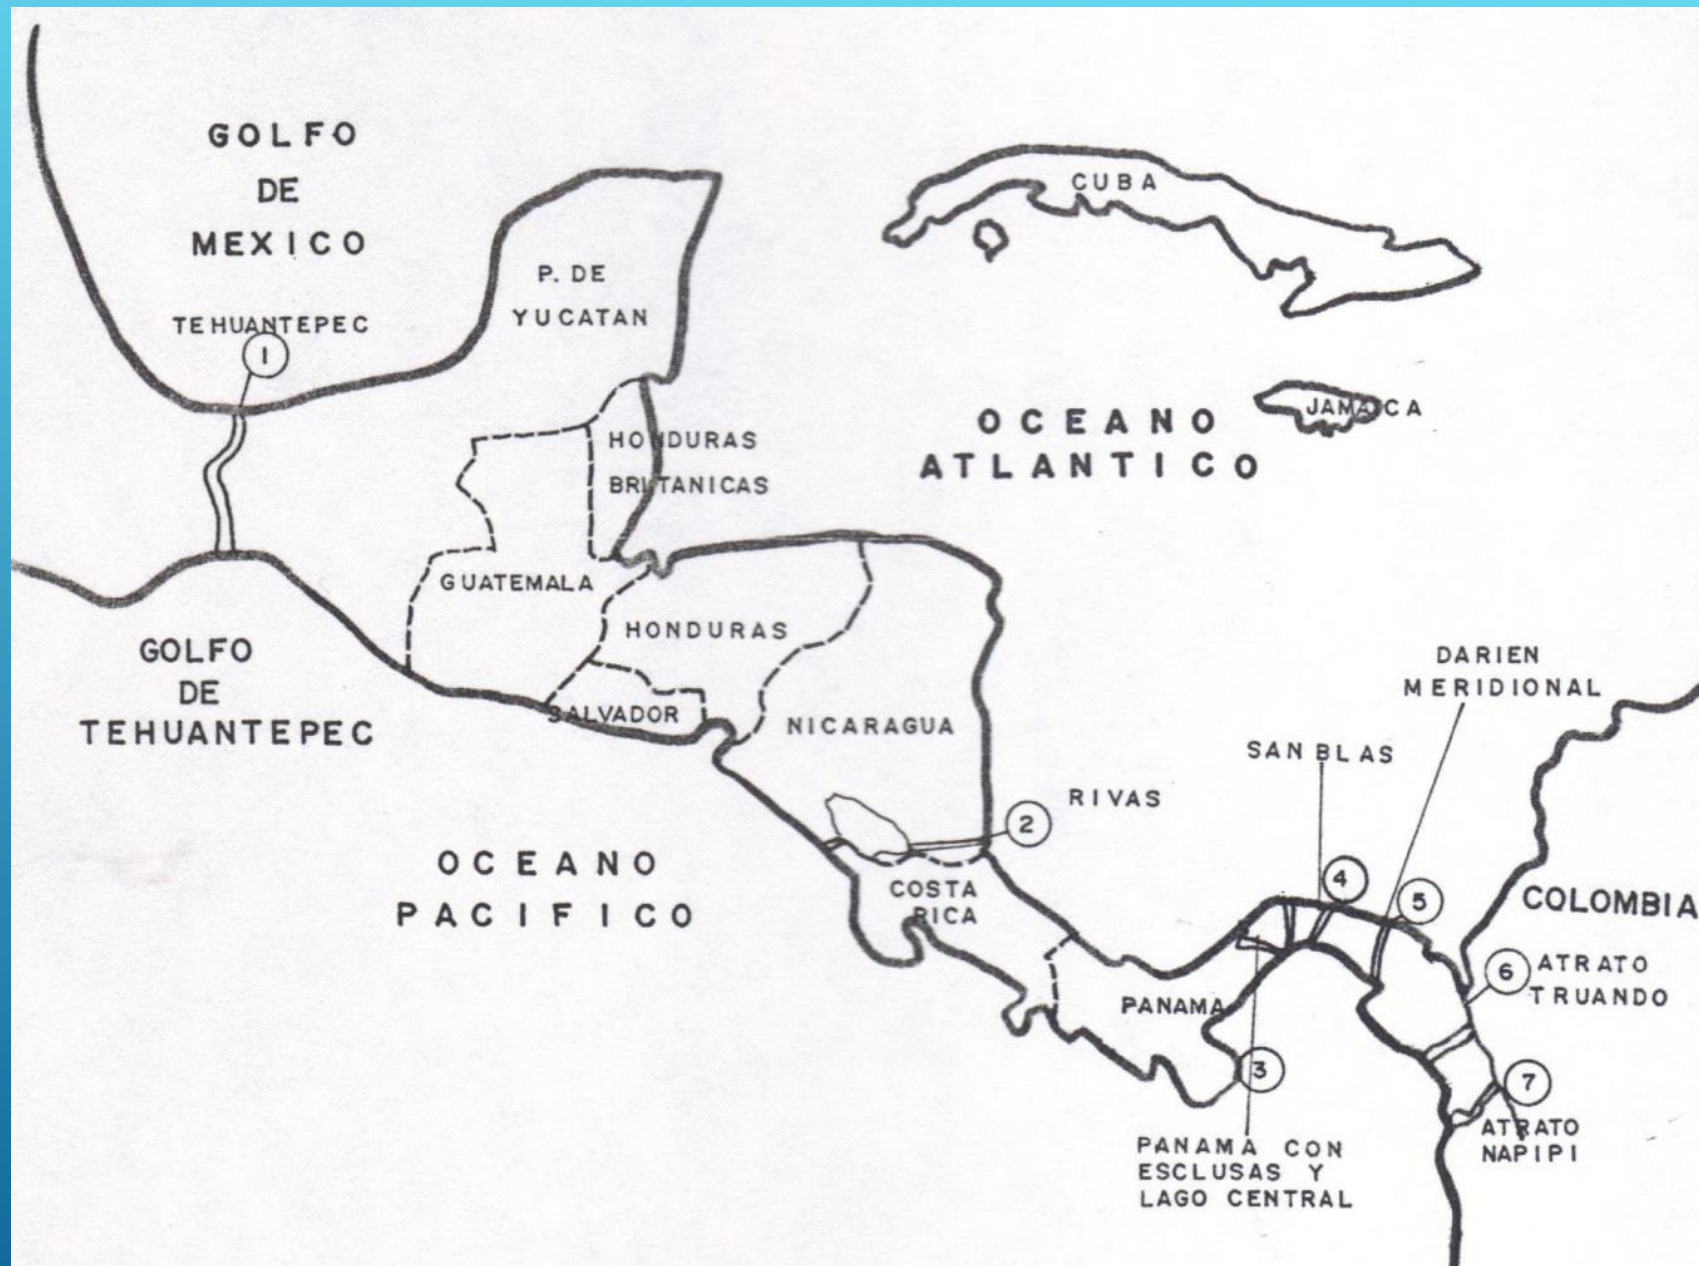 GOLFO
DE
MEXICO
TEHUANTEPEC
1
P. DE
YUCATAN
CUBA
JAMAICA
OCEANO
ATLANTICO
HONDURAS
BRITANICAS
GUATEMALA
HONDURAS
SALVADOR
NICARAGUA
GOLFO
DE
TEHUANTEPEC
OCEANO
PACIFICO
RIVAS
2
COSTA
RICA
PANAMA
SAN BLAS
DARIEN
MERIDIONAL
4
5
COLOMBIA
6
ATRATO
TRUANDO
3
7
PANAMA CON
ESCLUSAS Y
LAGO CENTRAL
ATRATO
NAPIPI